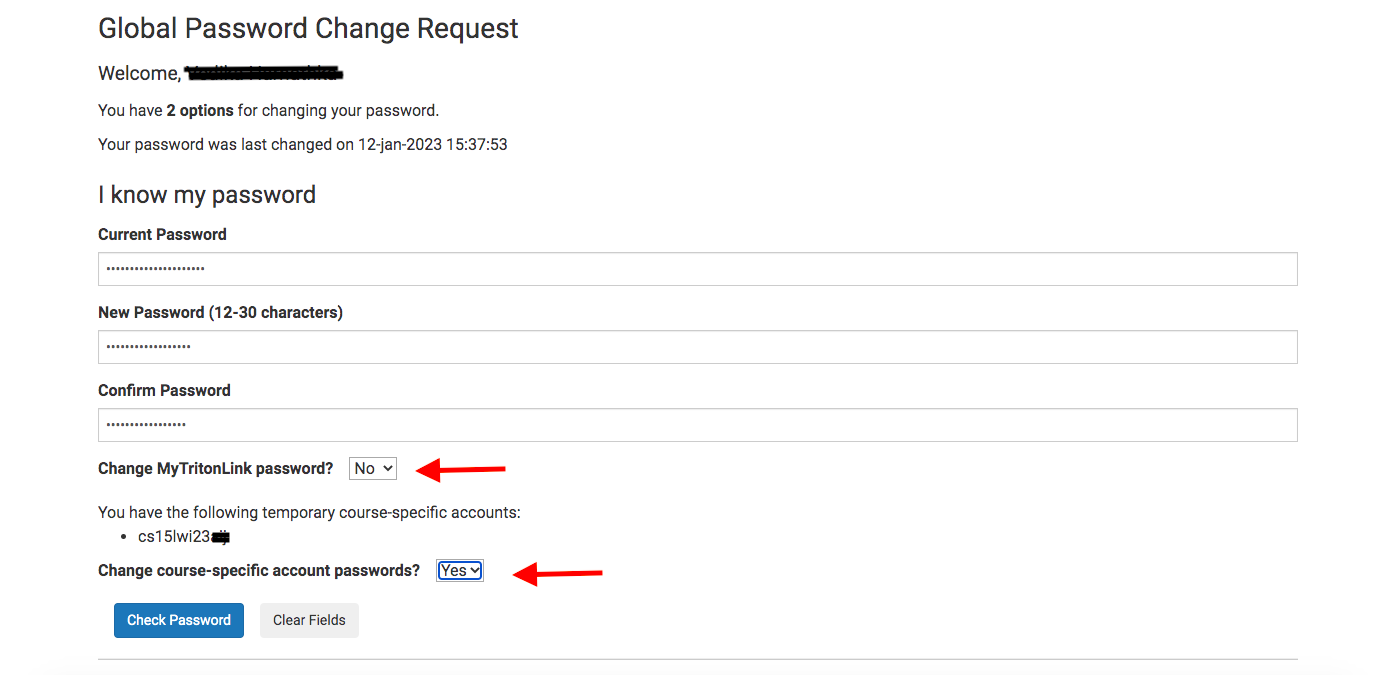 Global Password Change Request
Welcome,
You have 2 options for changing your password.
Your password was last changed on 12-jan-2023 15:37:53
I know my password
Current Password
•••••••••••••••••••••
New Password (12-30 characters)
••••••••••••••••••
Confirm Password
•••••••••••••••••
Change MyTritonLink password? No
You have the following temporary course-specific accounts:
• cs15lwi23
Change course-specific account passwords? Yes
Check Password Clear Fields